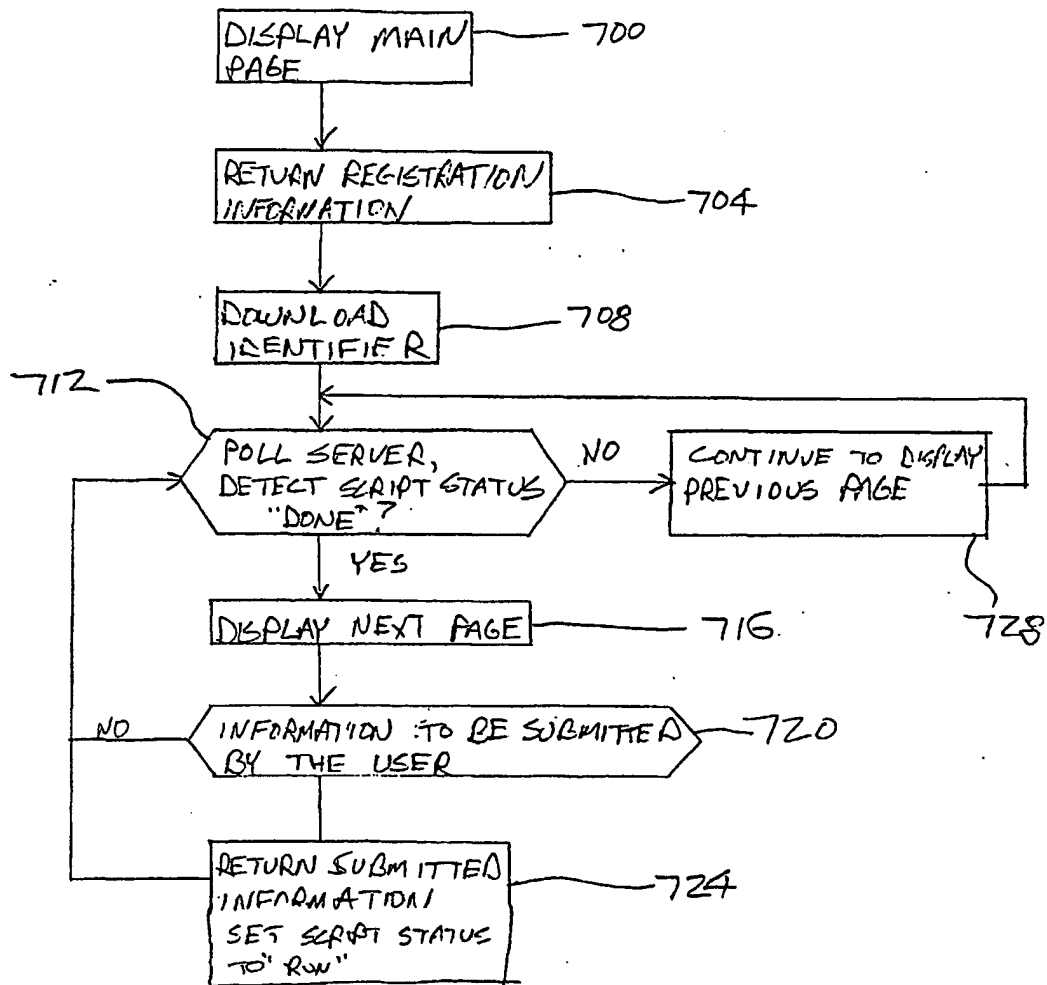 DISPLAY MAIN
PAGE
700
RETURN REGISTRATION
INFORMATION
704
DOWNLOAD
IDENTIFIER
708
712
POLL SERVER,
DETECT SCRIPT STATUS
"DONE"?
NO
CONTINUE TO DISPLAY
PREVIOUS PAGE
728
YES
DISPLAY NEXT PAGE
716
NO
INFORMATION TO BE SUBMITTED
BY THE USER
720
RETURN SUBMITTED
INFORMATION
SET SCRIPT STATUS
TO "RUN"
724